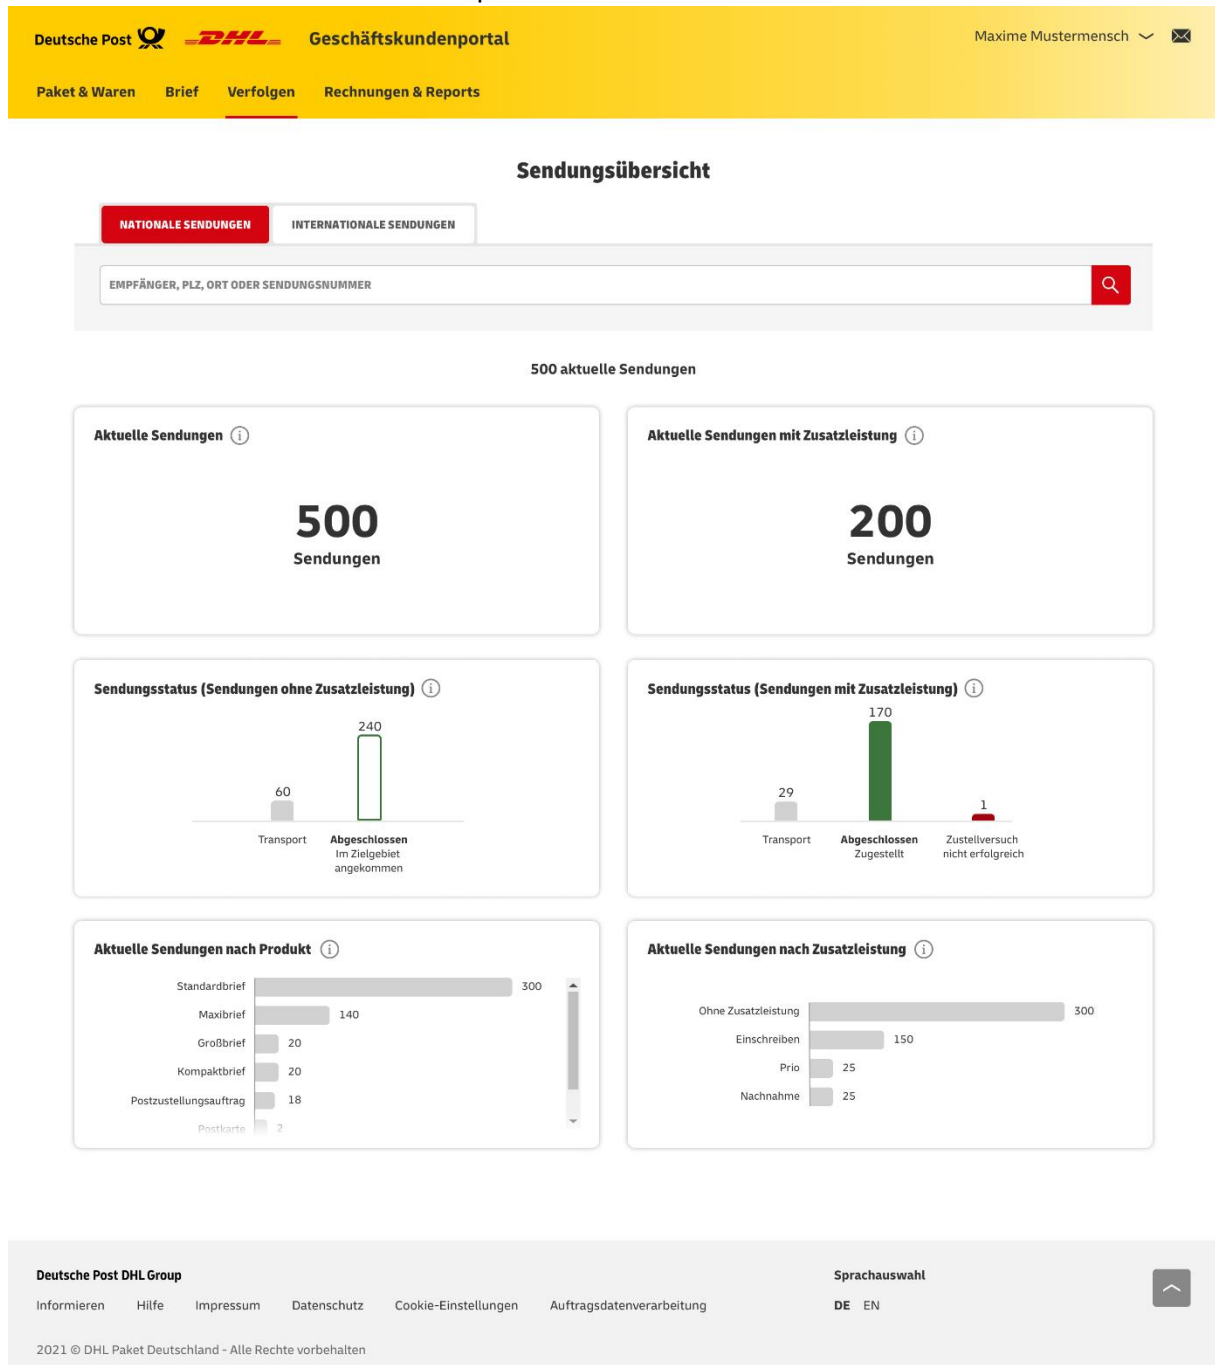 Deutsche Post DHL Geschäftskundenportal
Maxime Mustermensch
Paket & Waren Brief Verfolgen Rechnungen & Reports
Sendungsübersicht
NATIONALE SENDUNGEN INTERNATIONALE SENDUNGEN
EMPFÄNGER, PLZ, ORT ODER SENDUNGSNUMMER
500 aktuelle Sendungen
Aktuelle Sendungen
500
Sendungen
Aktuelle Sendungen mit Zusatzleistung
200
Sendungen
Sendungsstatus (Sendungen ohne Zusatzleistung)
240
60
Transport
Abgeschlossen
Im Zielgebiet
angekommen
Sendungsstatus (Sendungen mit Zusatzleistung)
170
29
1
Transport
Abgeschlossen
Zugestellt
Zustellversuch
nicht erfolgreich
Aktuelle Sendungen nach Produkt
Standardbrief 300
Maxibrief 140
Großbrief 20
Kompaktbrief 20
Postzustellungsauftrag 18
Postkarte 2
Aktuelle Sendungen nach Zusatzleistung
Ohne Zusatzleistung 300
Einschreiben 150
Prio 25
Nachnahme 25
Deutsche Post DHL Group
Informieren Hilfe Impressum Datenschutz Cookie-Einstellungen Auftragsdatenverarbeitung
Sprachauswahl
DE EN
2021 © DHL Paket Deutschland - Alle Rechte vorbehalten